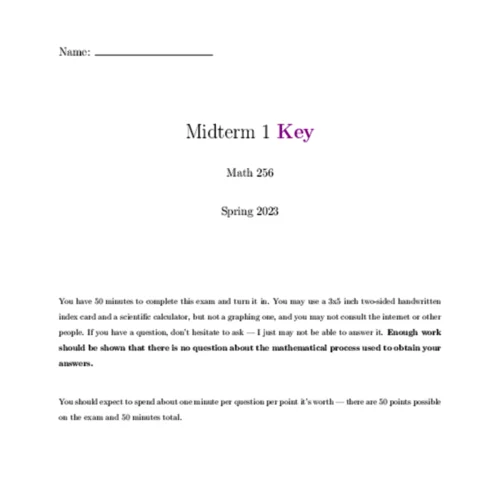 Name:
Midterm 1 Key
Math 256
Spring 2023
You have 50 minutes to complete this exam and turn it in. You may use a 3x5 inch two-sided handwritten
index card and a scientific calculator, but not a graphing one, and you may not consult the internet or other
people. If you have a question, don't hesitate to ask — I just may not be able to answer it. Enough work
should be shown that there is no question about the mathematical process used to obtain your
answers.
You should expect to spend about one minute per question per point it's worth — there are 50 points possible
on the exam and 50 minutes total.